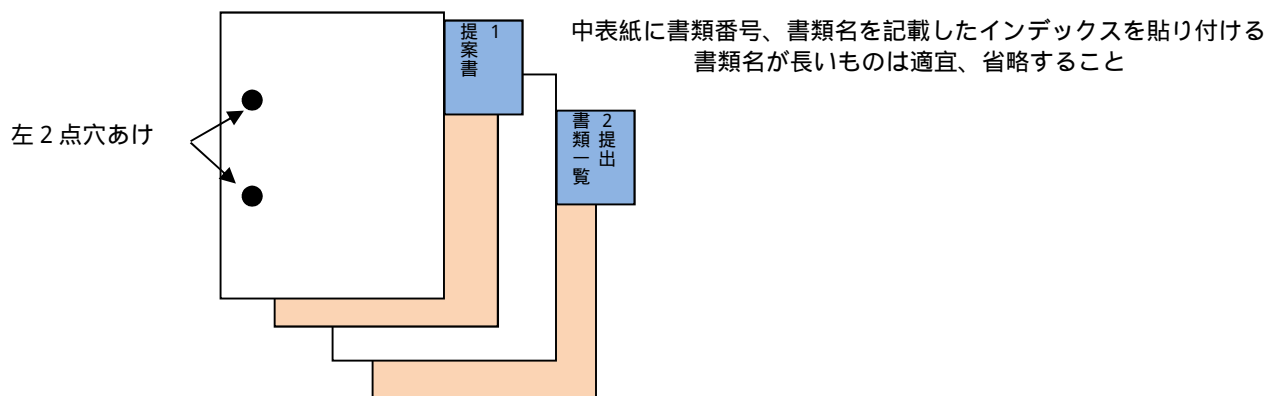 中表紙に書類番号、書類名を記載したインデックスを貼り付ける
書類名が長いものは適宜、省略すること
1
提案書
左２点穴あけ
2提出
書類一覧